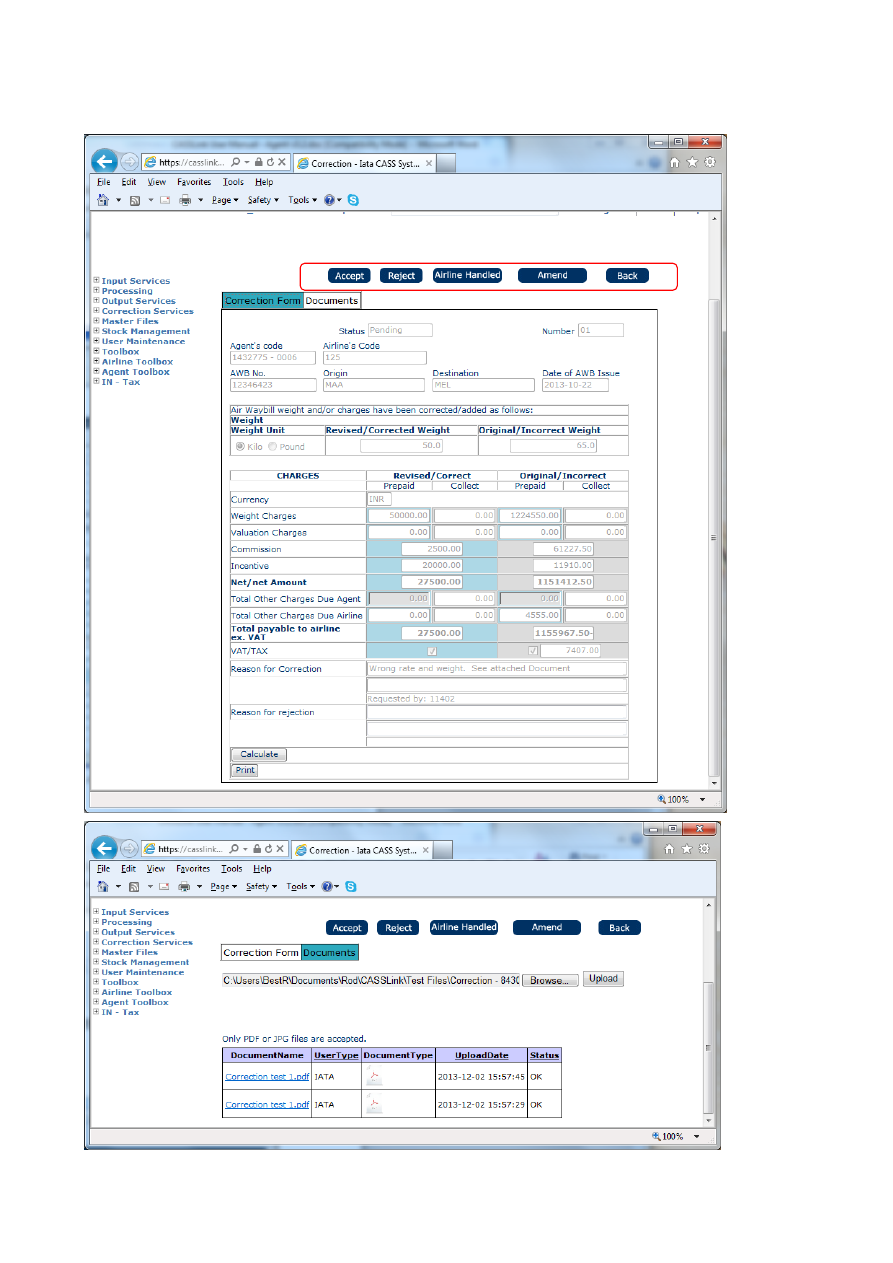 https://casslink... Correction - Iata CASS Syst...
File Edit View Favorites Tools Help
Page Safety Tools
Accept Reject Airline Handled Amend Back
Input Services
Processing
Output Services
Correction Services
Master Files
Stock Management
User Maintenance
Toolbox
Airline Toolbox
Agent Toolbox
IN - Tax
Correction Form Documents
Status Pending Number 01
Agent's code Airline's Code
1432775 - 0006 125
AWB No. Origin Destination Date of AWB Issue
12346423 MAA MEL 2013-10-22
Air Waybill weight and/or charges have been corrected/added as follows:
Weight
Weight Unit Revised/Corrected Weight Original/Incorrect Weight
Kilo Pound 50.0 65.0
CHARGES Revised/Correct Original/Incorrect
Prepaid Collect Prepaid Collect
Currency INR
Weight Charges 50000.00 0.00 1224550.00 0.00
Valuation Charges 0.00 0.00 0.00 0.00
Commission 2500.00 61227.50
Incentive 20000.00 11910.00
Net/net Amount 27500.00 1151412.50
Total Other Charges Due Agent 0.00 0.00 0.00 0.00
Total Other Charges Due Airline 0.00 0.00 4555.00 0.00
Total payable to airline
ex. VAT 27500.00 1155967.50-
VAT/TAX 7407.00
Reason for Correction Wrong rate and weight. See attached Document
Requested by: 11402
Reason for rejection
Calculate
Print
100%
https://casslink... Correction - Iata CASS Syst...
File Edit View Favorites Tools Help
Page Safety Tools
Input Services
Processing
Output Services
Correction Services
Master Files
Stock Management
User Maintenance
Toolbox
Airline Toolbox
Agent Toolbox
IN - Tax
Accept Reject Airline Handled Amend Back
Correction Form Documents
C:\Users\BestR\Documents\Rod\CASSLink\Test Files\Correction - 8430 Browse... Upload
Only PDF or JPG files are accepted.
DocumentName UserType DocumentType UploadDate Status
Correction test 1.pdf IATA 2013-12-02 15:57:45 OK
Correction test 1.pdf IATA 2013-12-02 15:57:29 OK
100%